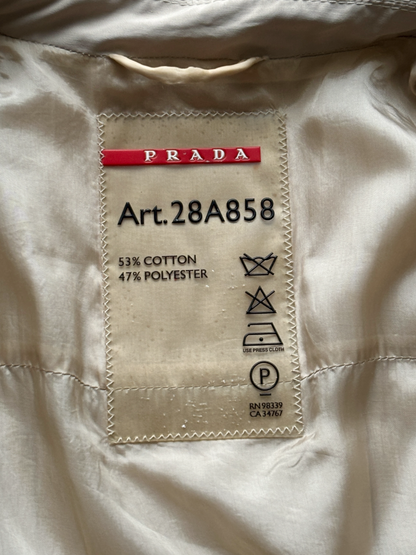 PRADA
Art.28A858
53% COTTON
47% POLYESTER
USE PRESS CLOTH
P
RN 98339
CA 34767